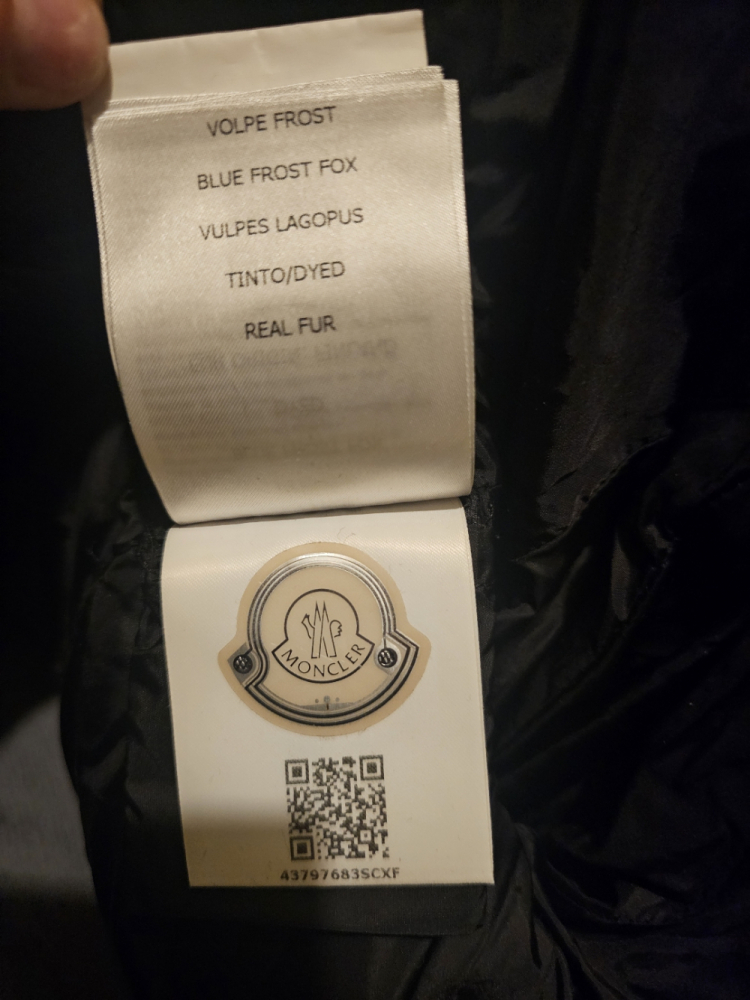 VOLPE FROST
BLUE FROST FOX
VULPES LAGOPUS
TINTO/DYED
REAL FUR
MONCLER
43797683SCXF